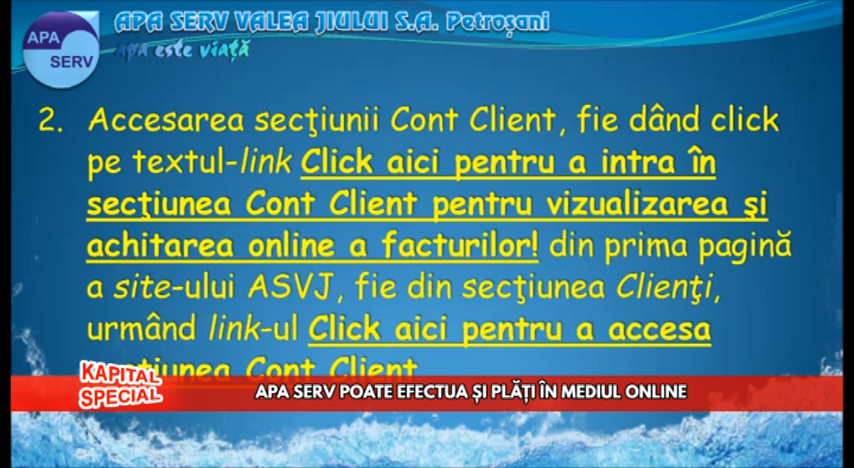 APA SERV VALEA JIULUI S.A. Petroșani
APA
SERV
apa este viață
2. Accesarea secţiunii Cont Client, fie dând click
pe textul-link Click aici pentru a intra în
secţiunea Cont Client pentru vizualizarea şi
achitarea online a facturilor! din prima pagină
a site-ului ASVJ, fie din secţiunea Clienţi,
urmând link-ul Click aici pentru a accesa
secţiunea Cont Client
KAPITAL
SPECIAL
APA SERV POATE EFECTUA ȘI PLĂȚI ÎN MEDIUL ONLINE